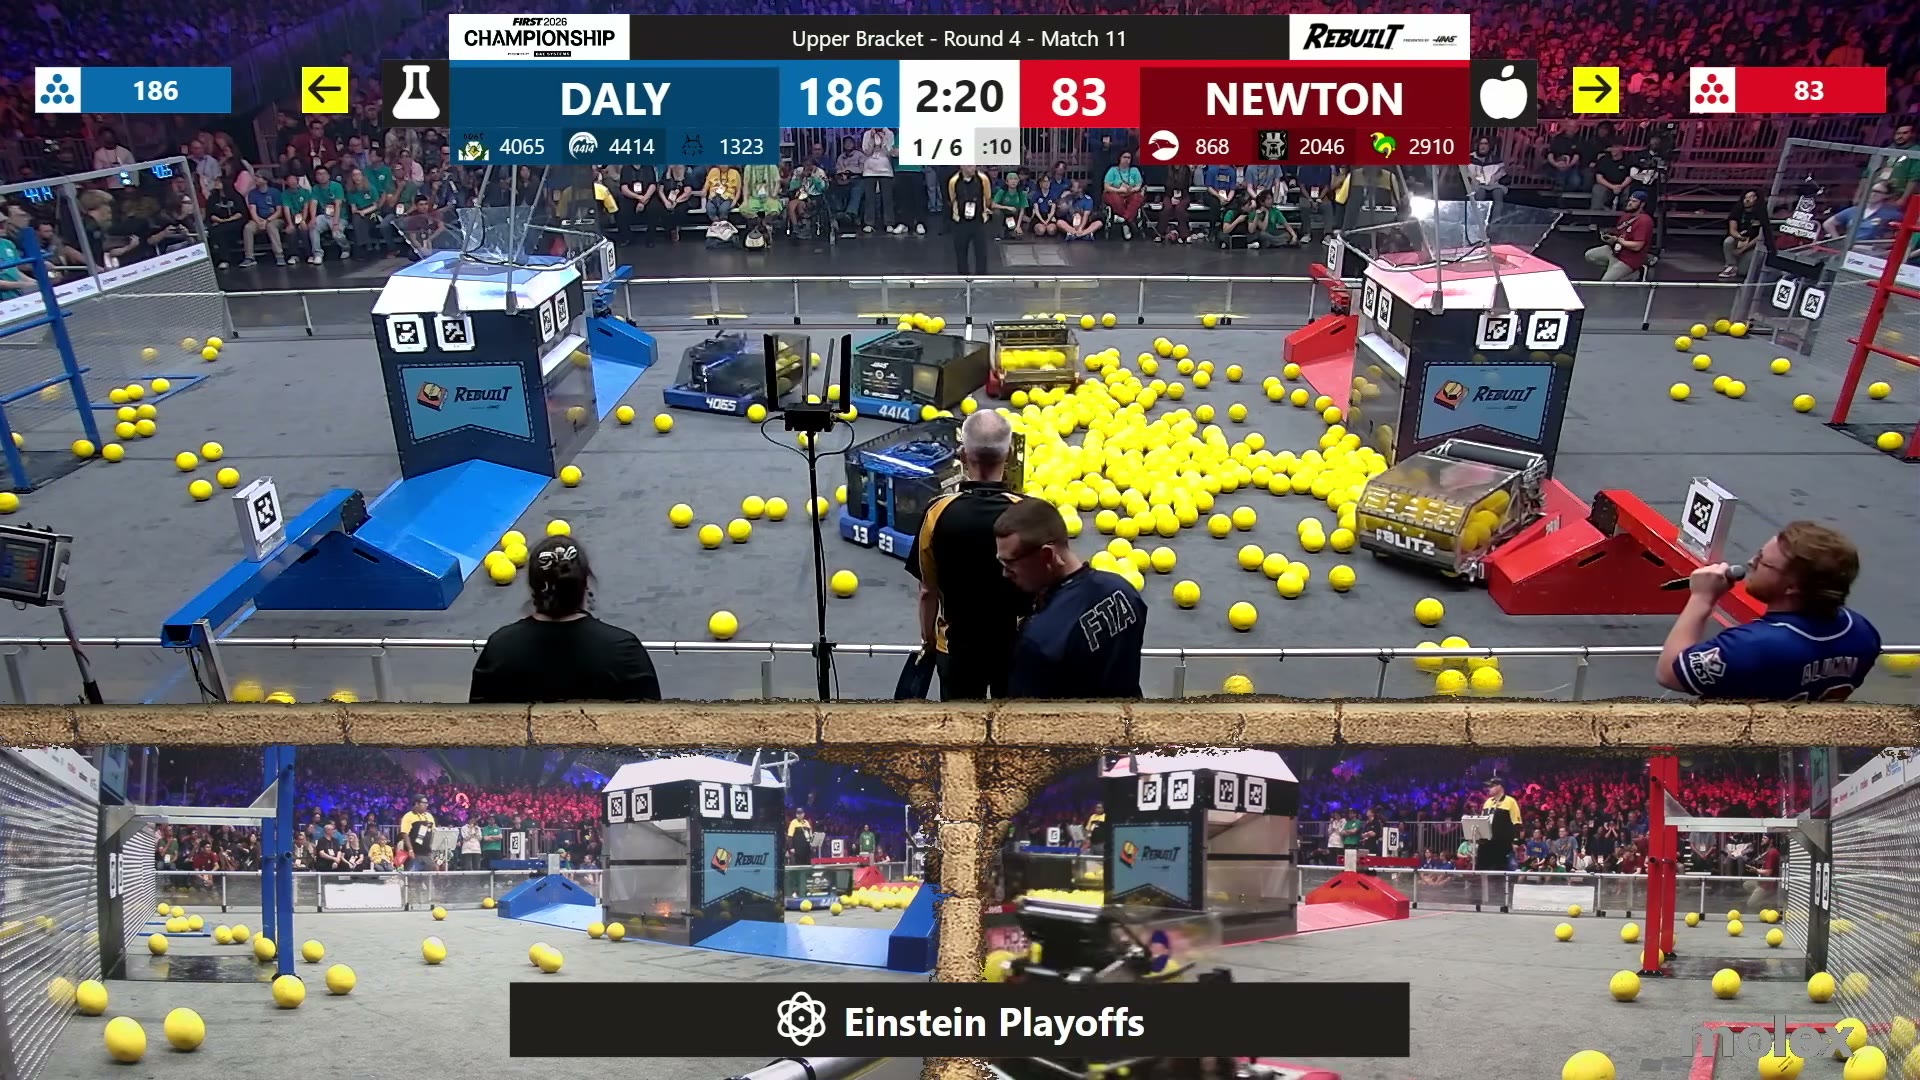 FIRST 2026
CHAMPIONSHIP
Upper Bracket - Round 4 - Match 11
REBUILT
186
DALY
186
2:20
83
NEWTON
83
4065
4414
1323
1 / 6
:10
868
2046
2910
REBUILT
REBUILT
4065
4414
13 23
BLITZ
FTA
FIRST
REBUILT
REBUILT
Einstein Playoffs
molex